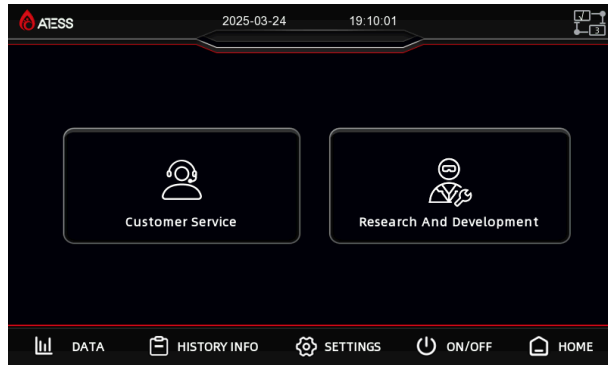 ATESS
2025-03-24 19:10:01
3
Customer Service
Research And Development
DATA HISTORY INFO SETTINGS ON/OFF HOME